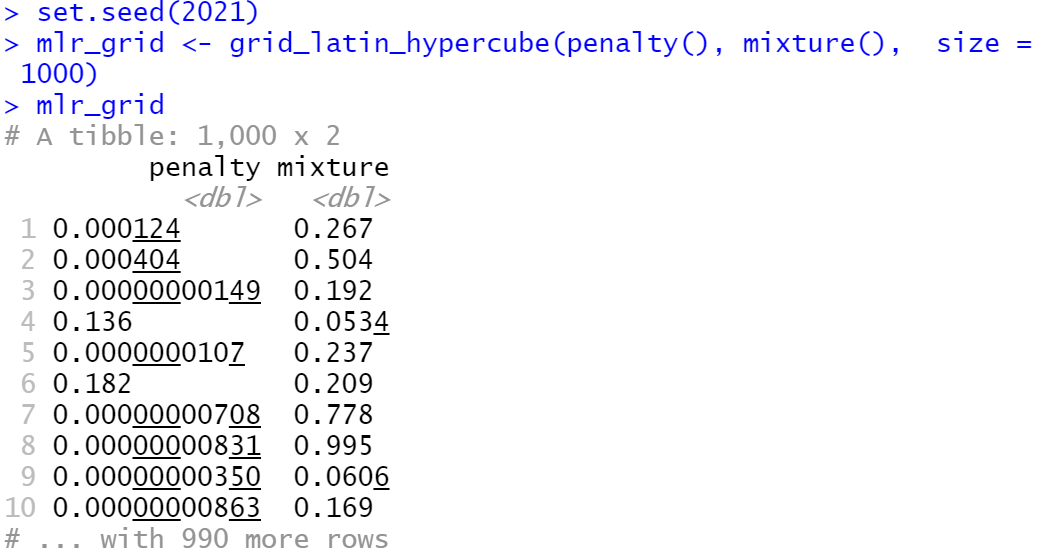 > set.seed(2021)
> mlr_grid <- grid_latin_hypercube(penalty(), mixture(),  size =
 1000)
> mlr_grid
# A tibble: 1,000 x 2
         penalty mixture
           <dbl>   <dbl>
 1 0.000124       0.267
 2 0.000404       0.504
 3 0.00000000149  0.192
 4 0.136          0.0534
 5 0.0000000107   0.237
 6 0.182          0.209
 7 0.00000000708  0.778
 8 0.00000000831  0.995
 9 0.00000000350  0.0606
10 0.00000000863  0.169
# ... with 990 more rows